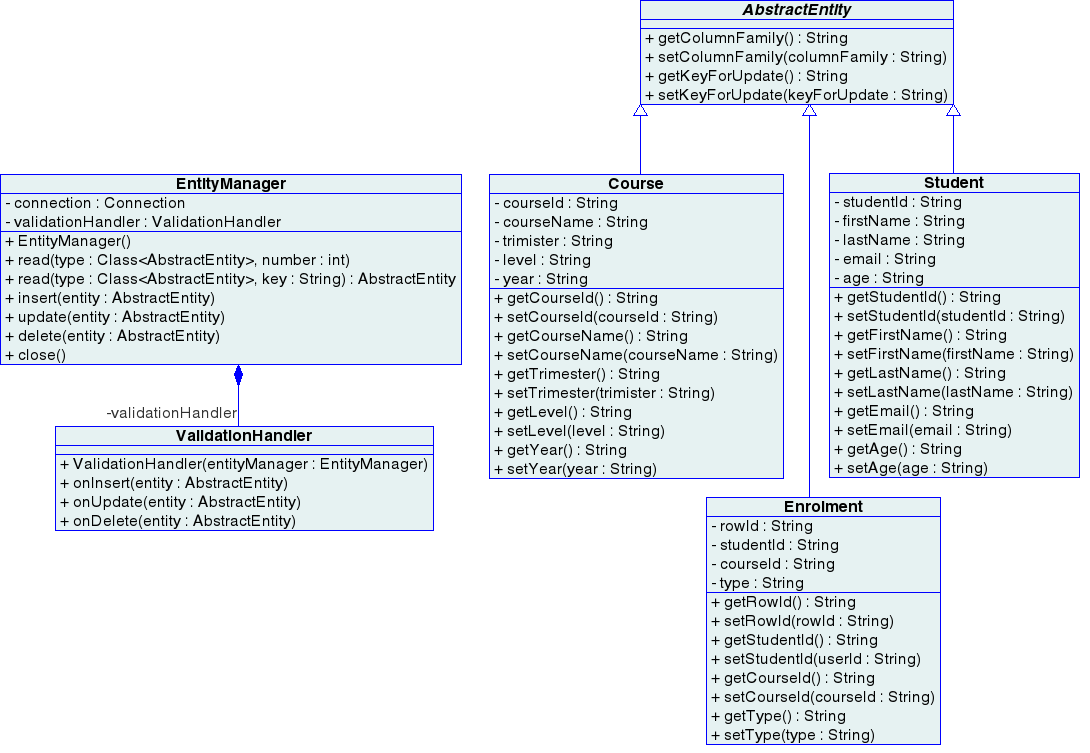 AbstractEntity
+ getColumnFamily() : String
+ setColumnFamily(columnFamily : String)
+ getKeyForUpdate() : String
+ setKeyForUpdate(keyForUpdate : String)
EntityManager
- connection : Connection
- validationHandler : ValidationHandler
+ EntityManager()
+ read(type : Class<AbstractEntity>, number : int)
+ read(type : Class<AbstractEntity>, key : String) : AbstractEntity
+ insert(entity : AbstractEntity)
+ update(entity : AbstractEntity)
+ delete(entity : AbstractEntity)
+ close()
-validationHandler
ValidationHandler
+ ValidationHandler(entityManager : EntityManager)
+ onInsert(entity : AbstractEntity)
+ onUpdate(entity : AbstractEntity)
+ onDelete(entity : AbstractEntity)
Course
- courseId : String
- courseName : String
- trimister : String
- level : String
- year : String
+ getCourseId() : String
+ setCourseId(courseId : String)
+ getCourseName() : String
+ setCourseName(courseName : String)
+ getTrimester() : String
+ setTrimester(trimister : String)
+ getLevel() : String
+ setLevel(level : String)
+ getYear() : String
+ setYear(year : String)
Student
- studentId : String
- firstName : String
- lastName : String
- email : String
- age : String
+ getStudentId() : String
+ setStudentId(studentId : String)
+ getFirstName() : String
+ setFirstName(firstName : String)
+ getLastName() : String
+ setLastName(lastName : String)
+ getEmail() : String
+ setEmail(email : String)
+ getAge() : String
+ setAge(age : String)
Enrolment
- rowId : String
- studentId : String
- courseId : String
- type : String
+ getRowId() : String
+ setRowId(rowId : String)
+ getStudentId() : String
+ setStudentId(userId : String)
+ getCourseId() : String
+ setCourseId(courseId : String)
+ getType() : String
+ setType(type : String)